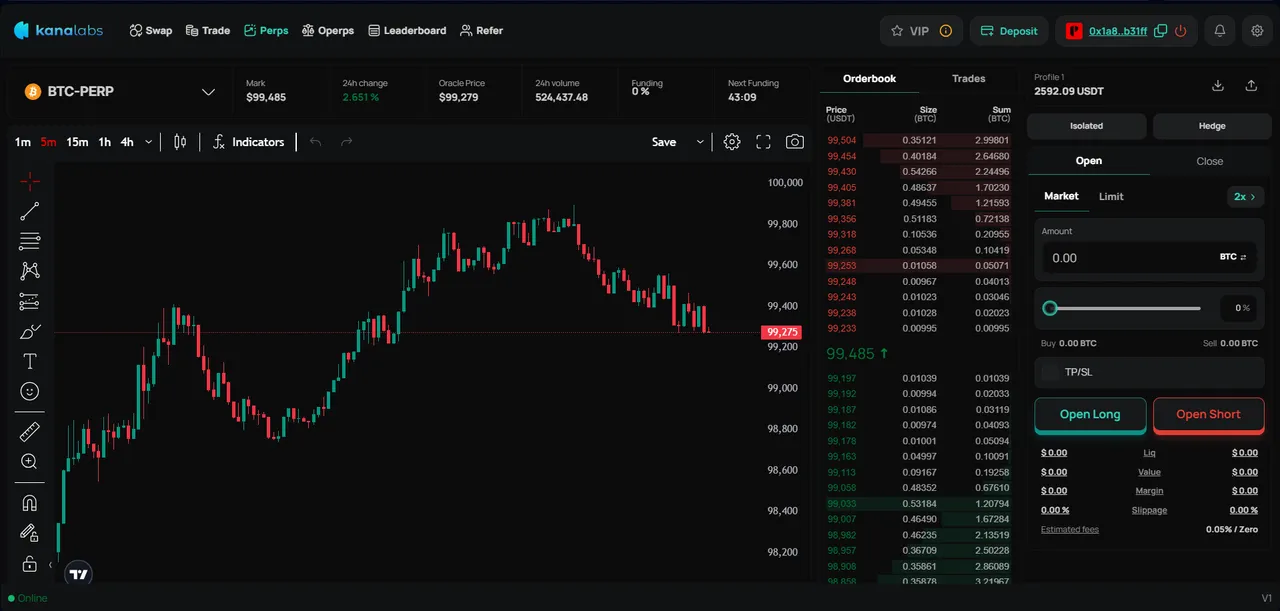 kanalabs Swap Trade Perps Operps Leaderboard Refer VIP Deposit 0x1a8..b31ff
BTC-PERP
Mark
$99,485
24h change
2.651 %
Oracle Price
$99,279
24h volume
524,437.48
Funding
0 %
Next Funding
43:09
1m 5m 15m 1h 4h Indicators Save
100,000
99,800
99,600
99,400
99,275
99,200
99,000
98,800
98,600
98,400
98,200
Orderbook Trades
Price (USDT) Size (BTC) Sum (BTC)
99,504 0.35121 2.99801
99,454 0.40184 2.64680
99,430 0.54266 2.24496
99,405 0.48637 1.70230
99,381 0.49455 1.21593
99,356 0.51183 0.72138
99,318 0.10536 0.20955
99,268 0.05348 0.10419
99,253 0.01058 0.05071
99,248 0.00967 0.04013
99,243 0.01023 0.03046
99,238 0.01028 0.02023
99,233 0.00995 0.00995
99,485 ↑
99,197 0.01039 0.01039
99,192 0.00994 0.02033
99,187 0.01086 0.03119
99,182 0.00974 0.04093
99,178 0.01001 0.05094
99,163 0.04997 0.10091
99,113 0.09167 0.19258
99,058 0.48352 0.67610
99,033 0.53184 1.20794
99,007 0.46490 1.67284
98,982 0.46235 2.13519
98,957 0.36709 2.50228
98,908 0.35861 2.86089
98,858 0.35878 3.21967
Profile 1
2592.09 USDT
Isolated Hedge
Open Close
Market Limit 2x >
Amount
0.00 BTC
0 %
Buy 0.00 BTC Sell 0.00 BTC
TP/SL
Open Long Open Short
$ 0.00 Liq $ 0.00
$ 0.00 Value $ 0.00
$ 0.00 Margin $ 0.00
0.00 % Slippage 0.00 %
Estimated fees 0.05% / Zero
Online V1